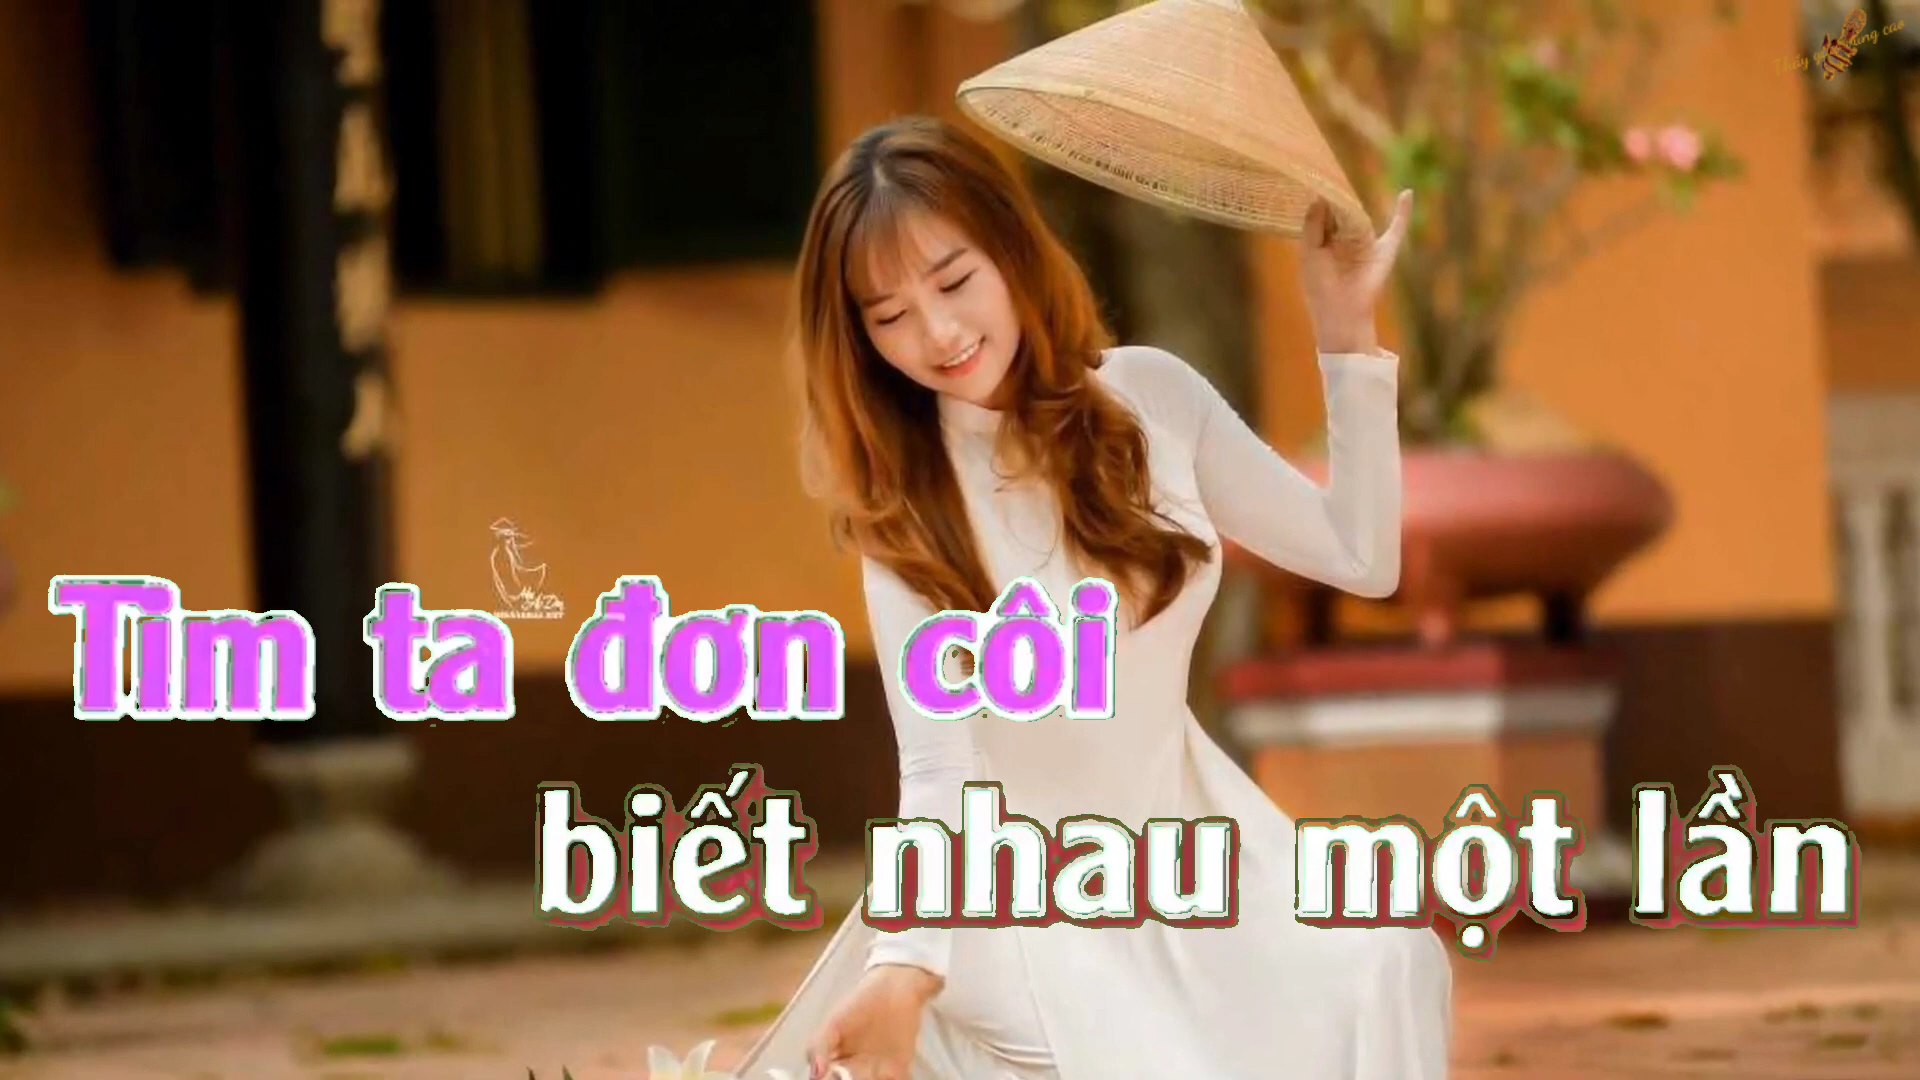 Tim ta đơn côi
biết nhau một lần